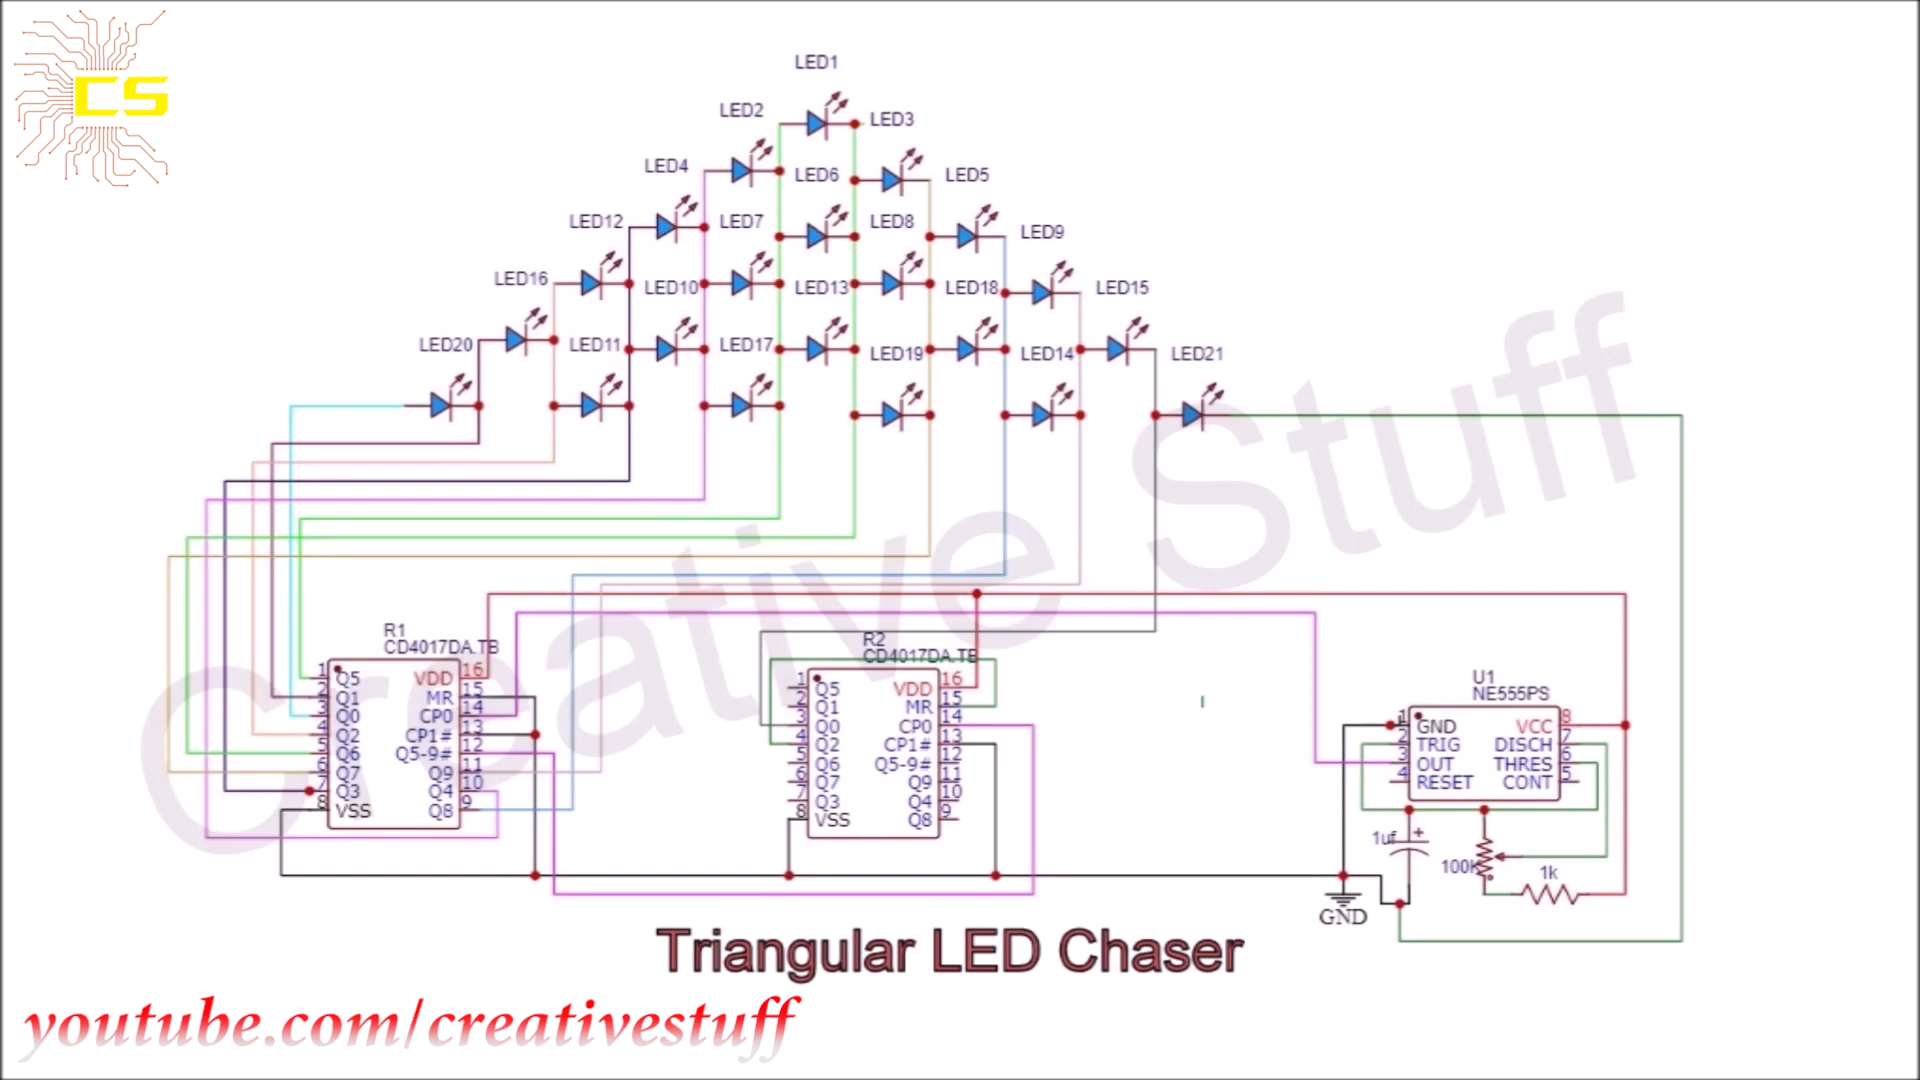 CS
LED1
LED2
LED3
LED4
LED6
LED5
LED12
LED7
LED8
LED9
LED16
LED10
LED13
LED18
LED15
LED20
LED11
LED17
LED19
LED14
LED21
Creative Stuff
R1
CD4017DA.TB
1 Q5 VDD 16
2 Q1 MR 15
3 Q0 CP0 14
4 Q2 CP1# 13
5 Q6 Q5-9# 12
6 Q7 Q9 11
7 Q3 Q4 10
8 VSS Q8 9
R2
CD4017DA.TB
1 Q5 VDD 16
2 Q1 MR 15
3 Q0 CP0 14
4 Q2 CP1# 13
5 Q6 Q5-9# 12
6 Q7 Q9 11
7 Q3 Q4 10
8 VSS Q8 9
U1
NE555PS
1 GND VCC 8
2 TRIG DISCH 7
3 OUT THRES 6
4 RESET CONT 5
1uf
+
100K
1k
GND
Triangular LED Chaser
youtube.com/creativestuff